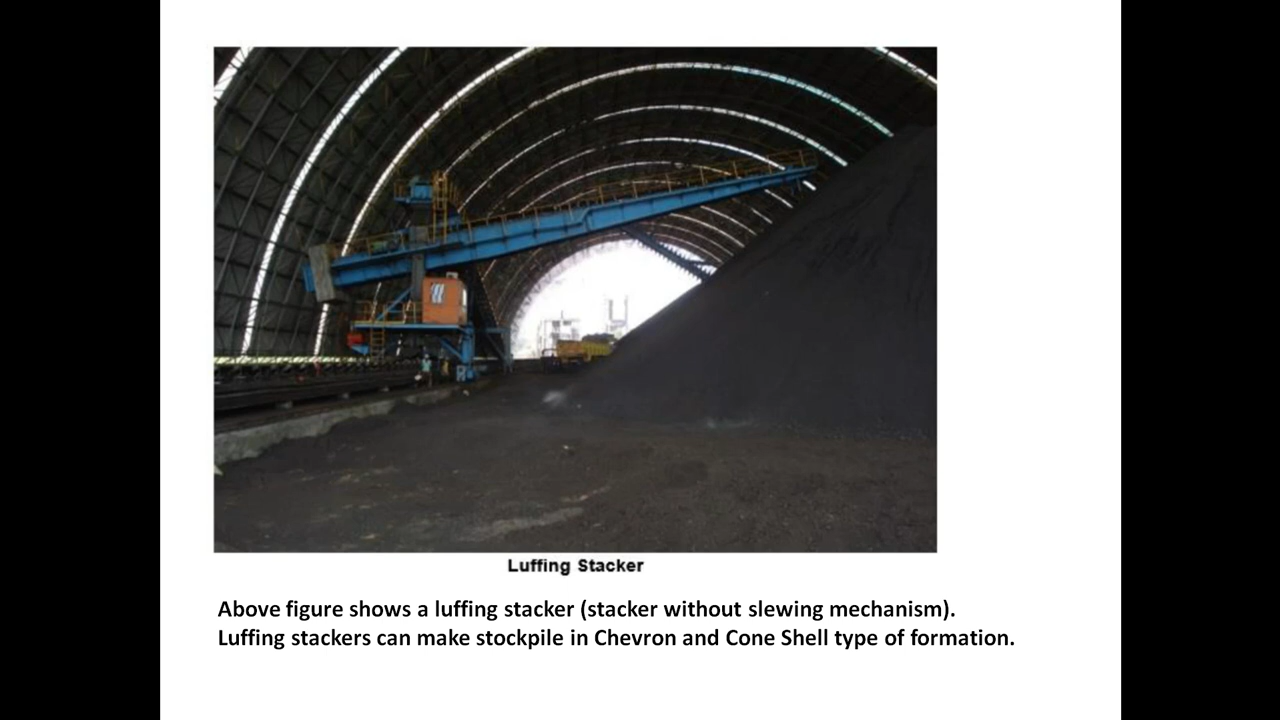 Luffing Stacker
Above figure shows a luffing stacker (stacker without slewing mechanism).
Luffing stackers can make stockpile in Chevron and Cone Shell type of formation.